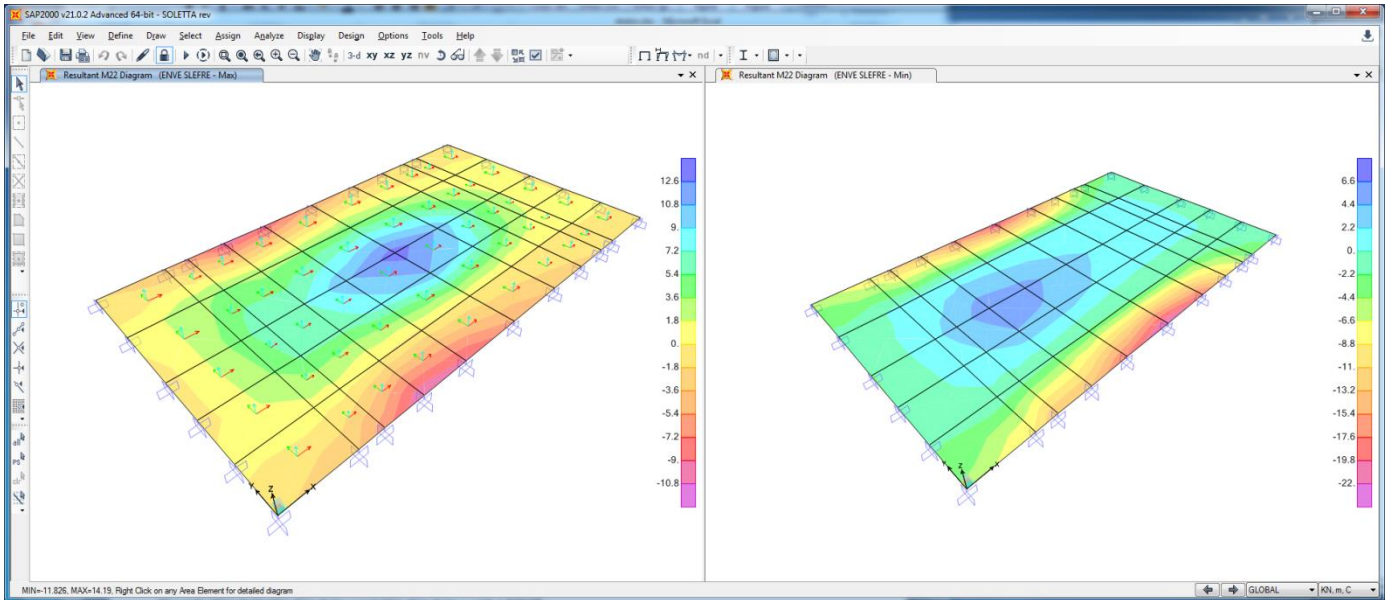 SAP2000 v21.0.2 Advanced 64-bit - SOLETTA rev
File Edit View Define Draw Select Assign Analyze Display Design Options Tools Help
3-d xy xz yz nv nd
Resultant M22 Diagram (ENVE SLEFRE - Max)
Resultant M22 Diagram (ENVE SLEFRE - Min)
12.6
10.8
9.
7.2
5.4
3.6
1.8
0.
-1.8
-3.6
-5.4
-7.2
-9.
-10.8
Y Z X
6.6
4.4
2.2
0.
-2.2
-4.4
-6.6
-8.8
-11.
-13.2
-15.4
-17.6
-19.8
-22.
Y Z X
all
PS
clr
MIN=-11.826, MAX=14.19, Right Click on any Area Element for detailed diagram
GLOBAL
KN, m, C